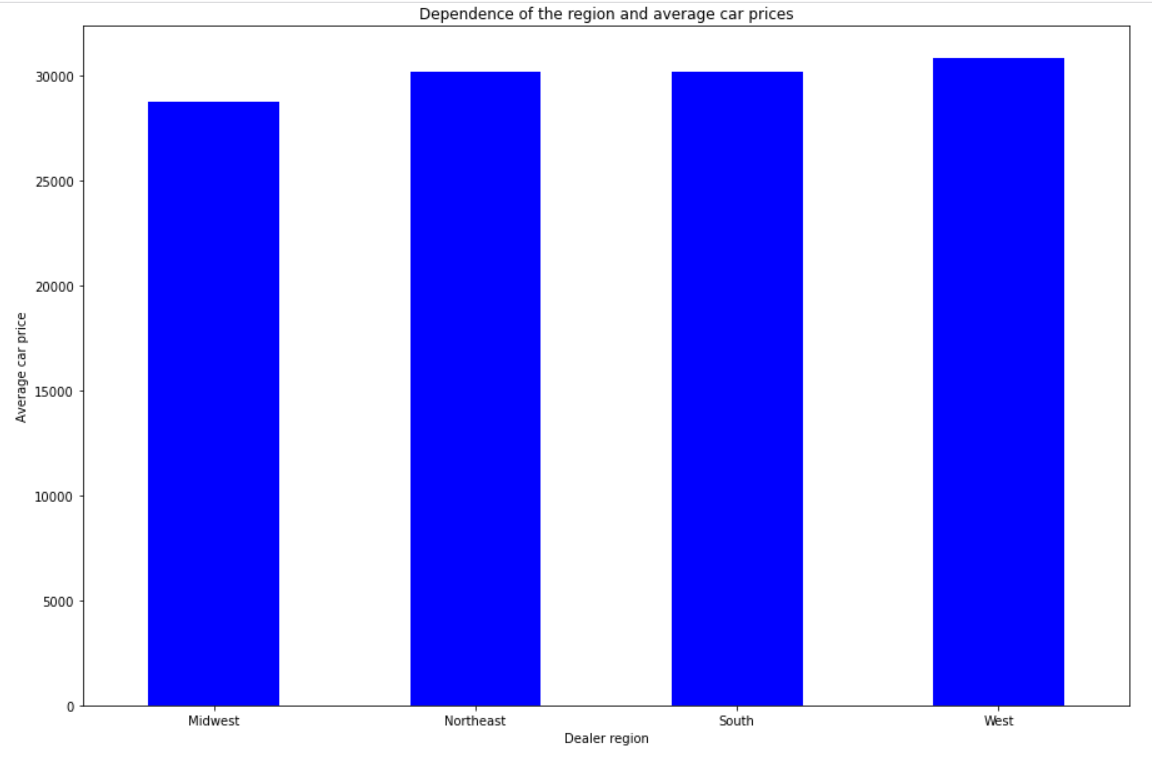 Dependence of the region and average car prices
30000
25000
20000
15000
10000
5000
0
Average car price
Midwest Northeast South West
Dealer region